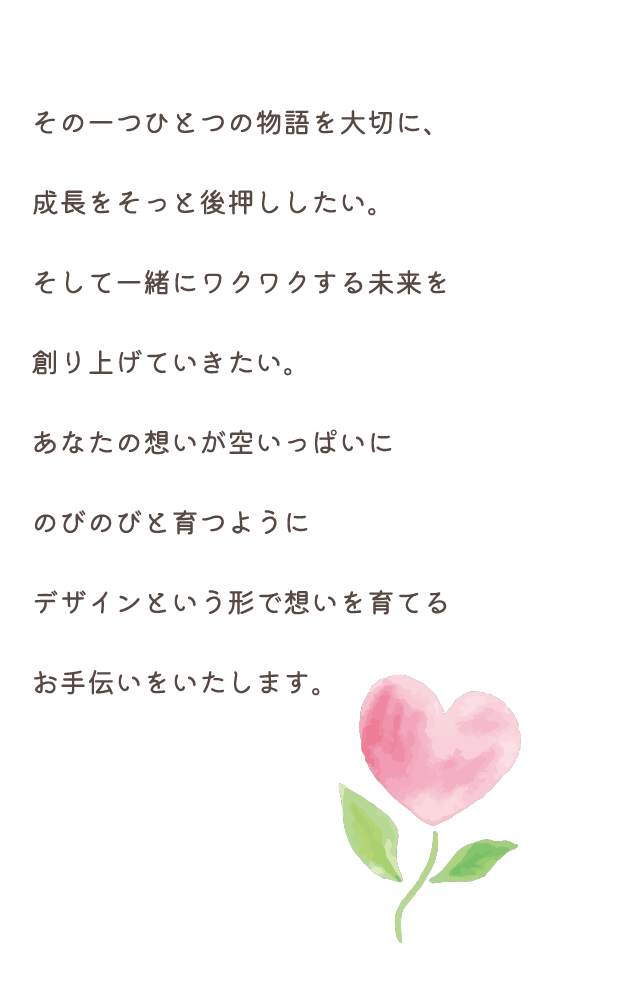 その一つひとつの物語を大切に、
成長をそっと後押ししたい。
そして一緒にワクワクする未来を
創り上げていきたい。
あなたの想いが空いっぱいに
のびのびと育つように
デザインという形で想いを育てる
お手伝いをいたします。